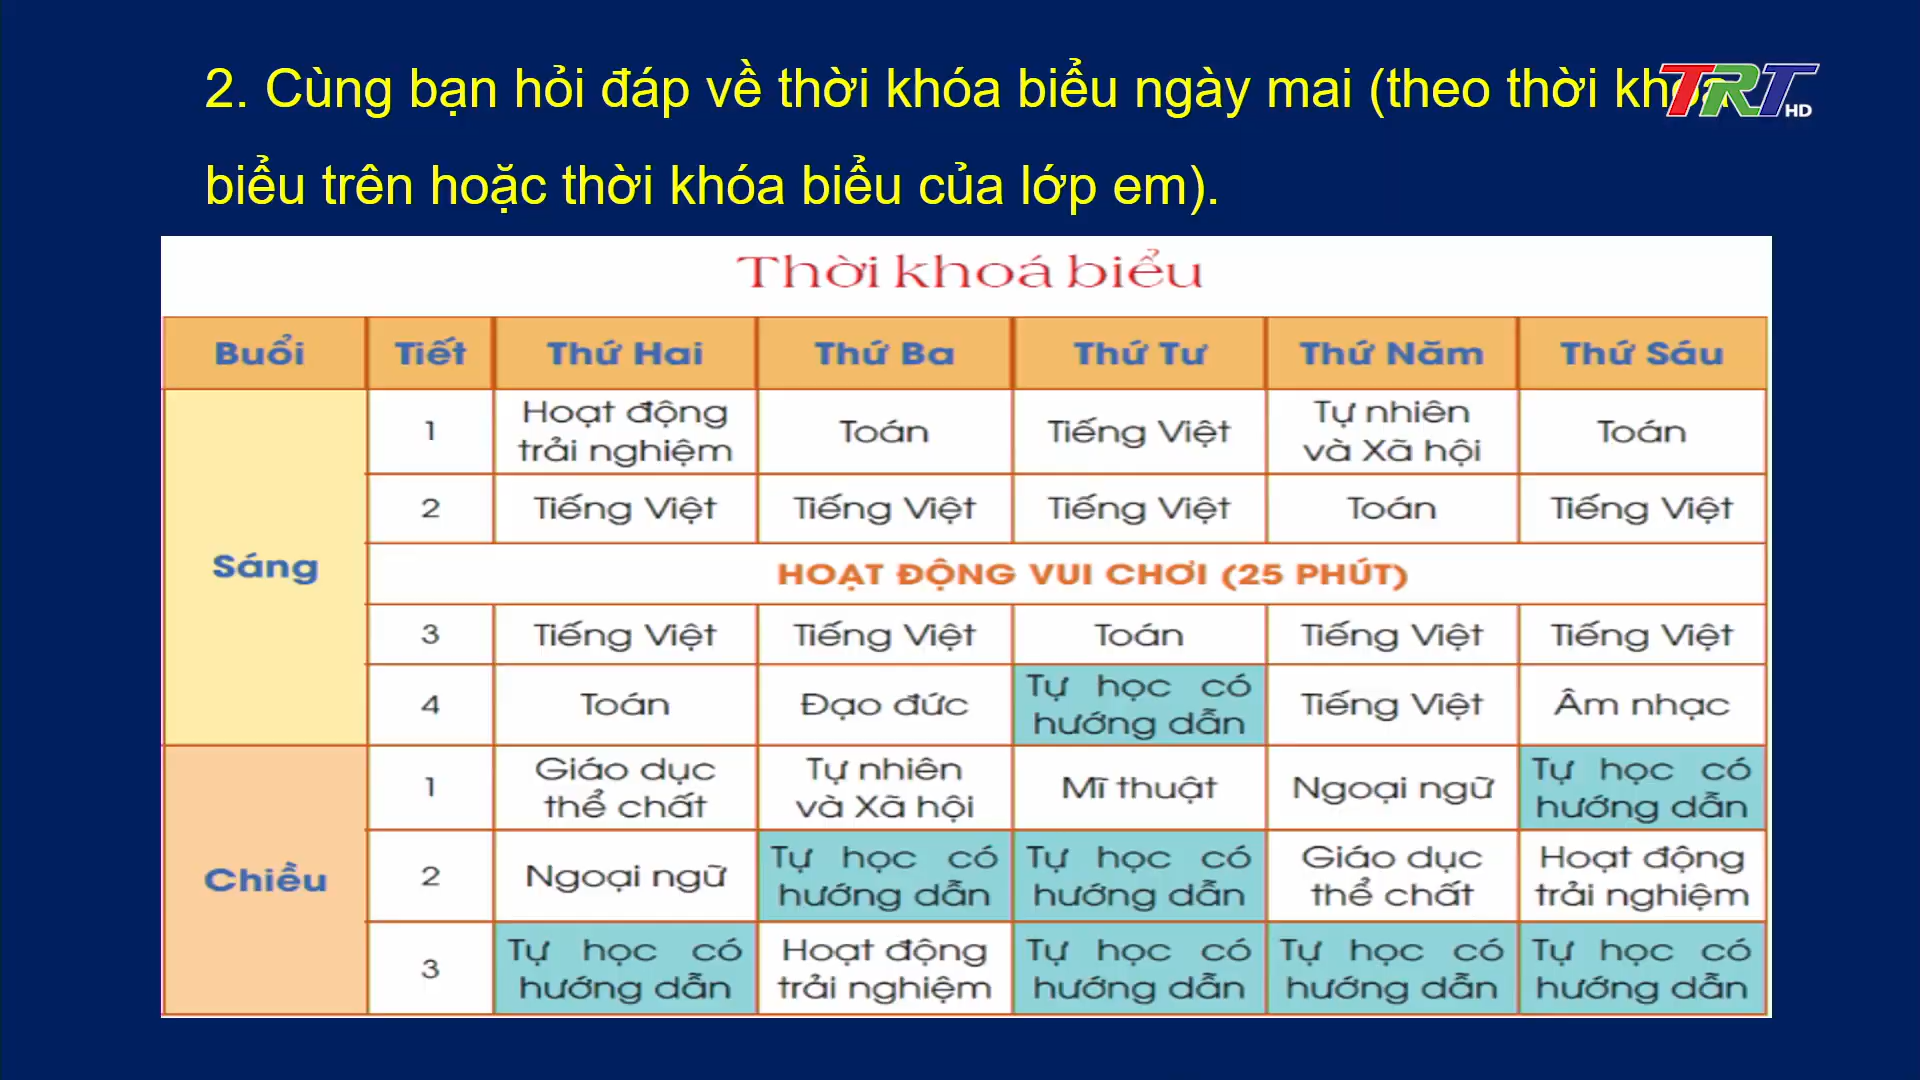 2. Cùng bạn hỏi đáp về thời khóa biểu ngày mai (theo thời khóa
TRT HD
biểu trên hoặc thời khóa biểu của lớp em).
Thời khoá biểu
Buổi Tiết Thứ Hai Thứ Ba Thứ Tư Thứ Năm Thứ Sáu
Sáng
1 Hoạt động trải nghiệm Toán Tiếng Việt Tự nhiên và Xã hội Toán
2 Tiếng Việt Tiếng Việt Tiếng Việt Toán Tiếng Việt
HOẠT ĐỘNG VUI CHƠI (25 PHÚT)
3 Tiếng Việt Tiếng Việt Toán Tiếng Việt Tiếng Việt
4 Toán Đạo đức Tự học có hướng dẫn Tiếng Việt Âm nhạc
Chiều
1 Giáo dục thể chất Tự nhiên và Xã hội Mĩ thuật Ngoại ngữ Tự học có hướng dẫn
2 Ngoại ngữ Tự học có hướng dẫn Tự học có hướng dẫn Giáo dục thể chất Hoạt động trải nghiệm
3 Tự học có hướng dẫn Hoạt động trải nghiệm Tự học có hướng dẫn Tự học có hướng dẫn Tự học có hướng dẫn